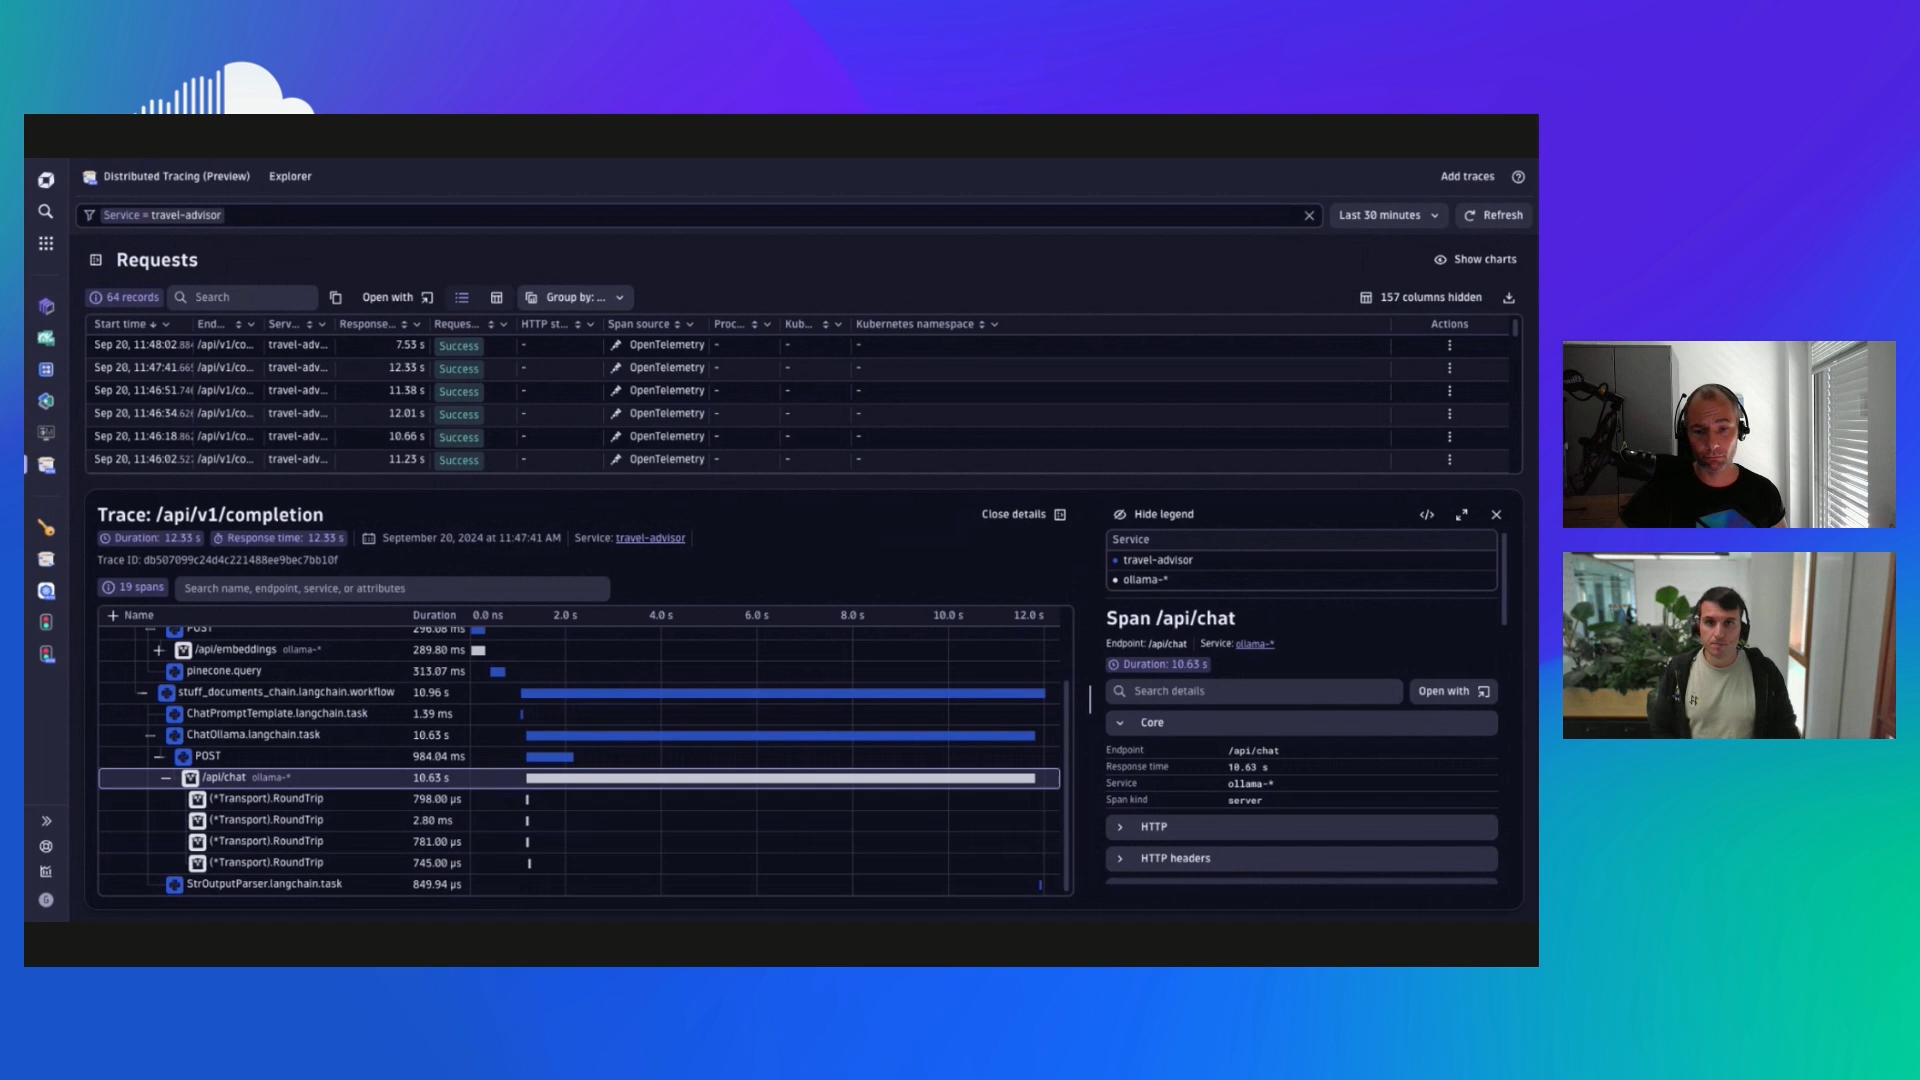 Distributed Tracing (Preview) Explorer Add traces
Service = travel-advisor Last 30 minutes Refresh
Requests Show charts
64 records Search Open with Group by: ... 157 columns hidden
Start time End... Serv... Response... Reques... HTTP st... Span source Proc... Kub... Kubernetes namespace Actions
Sep 20, 11:48:02 /api/v1/co... travel-adv... 7.53 s Success - OpenTelemetry - - -
Sep 20, 11:47:41 /api/v1/co... travel-adv... 12.33 s Success - OpenTelemetry - - -
Sep 20, 11:46:51 /api/v1/co... travel-adv... 11.38 s Success - OpenTelemetry - - -
Sep 20, 11:46:34 /api/v1/co... travel-adv... 12.01 s Success - OpenTelemetry - - -
Sep 20, 11:46:18 /api/v1/co... travel-adv... 10.66 s Success - OpenTelemetry - - -
Sep 20, 11:46:02 /api/v1/co... travel-adv... 11.23 s Success - OpenTelemetry - - -
Trace: /api/v1/completion Close details
Duration: 12.33 s Response time: 12.33 s September 20, 2024 at 11:47:41 AM Service: travel-advisor
Trace ID: db507099c24d4c221488ee9bec7bb10f
19 spans Search name, endpoint, service, or attributes
Name Duration 0.0 ns 2.0 s 4.0 s 6.0 s 8.0 s 10.0 s 12.0 s
POST 296.08 ms
/api/embeddings ollama-* 289.80 ms
pinecone.query 313.07 ms
stuff_documents_chain.langchain.workflow 10.96 s
ChatPromptTemplate.langchain.task 1.39 ms
ChatOllama.langchain.task 10.63 s
POST 984.04 ms
/api/chat ollama-* 10.63 s
(*Transport).RoundTrip 798.00 µs
(*Transport).RoundTrip 2.80 ms
(*Transport).RoundTrip 781.00 µs
(*Transport).RoundTrip 745.00 µs
StrOutputParser.langchain.task 849.94 µs
Hide legend
Service
travel-advisor
ollama-*
Span /api/chat
Endpoint: /api/chat Service: ollama-*
Duration: 10.63 s
Search details Open with
Core
Endpoint /api/chat
Response time 10.63 s
Service ollama-*
Span kind server
HTTP
HTTP headers